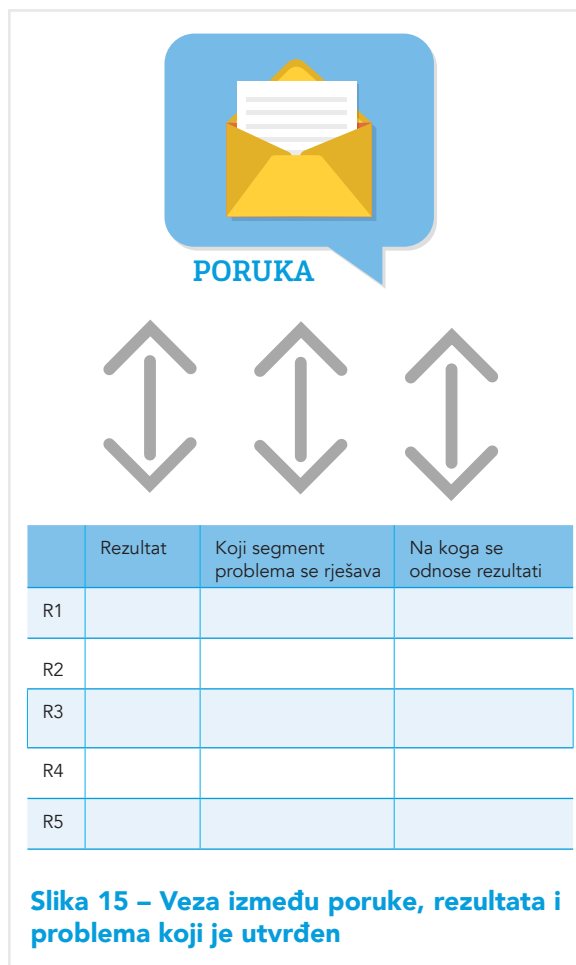 PORUKA
Rezultat
Koji segment
problema se rješava
Na koga se
odnose rezultati
R1
R2
R3
R4
R5
Slika 15 – Veza između poruke, rezultata i
problema koji je utvrđen